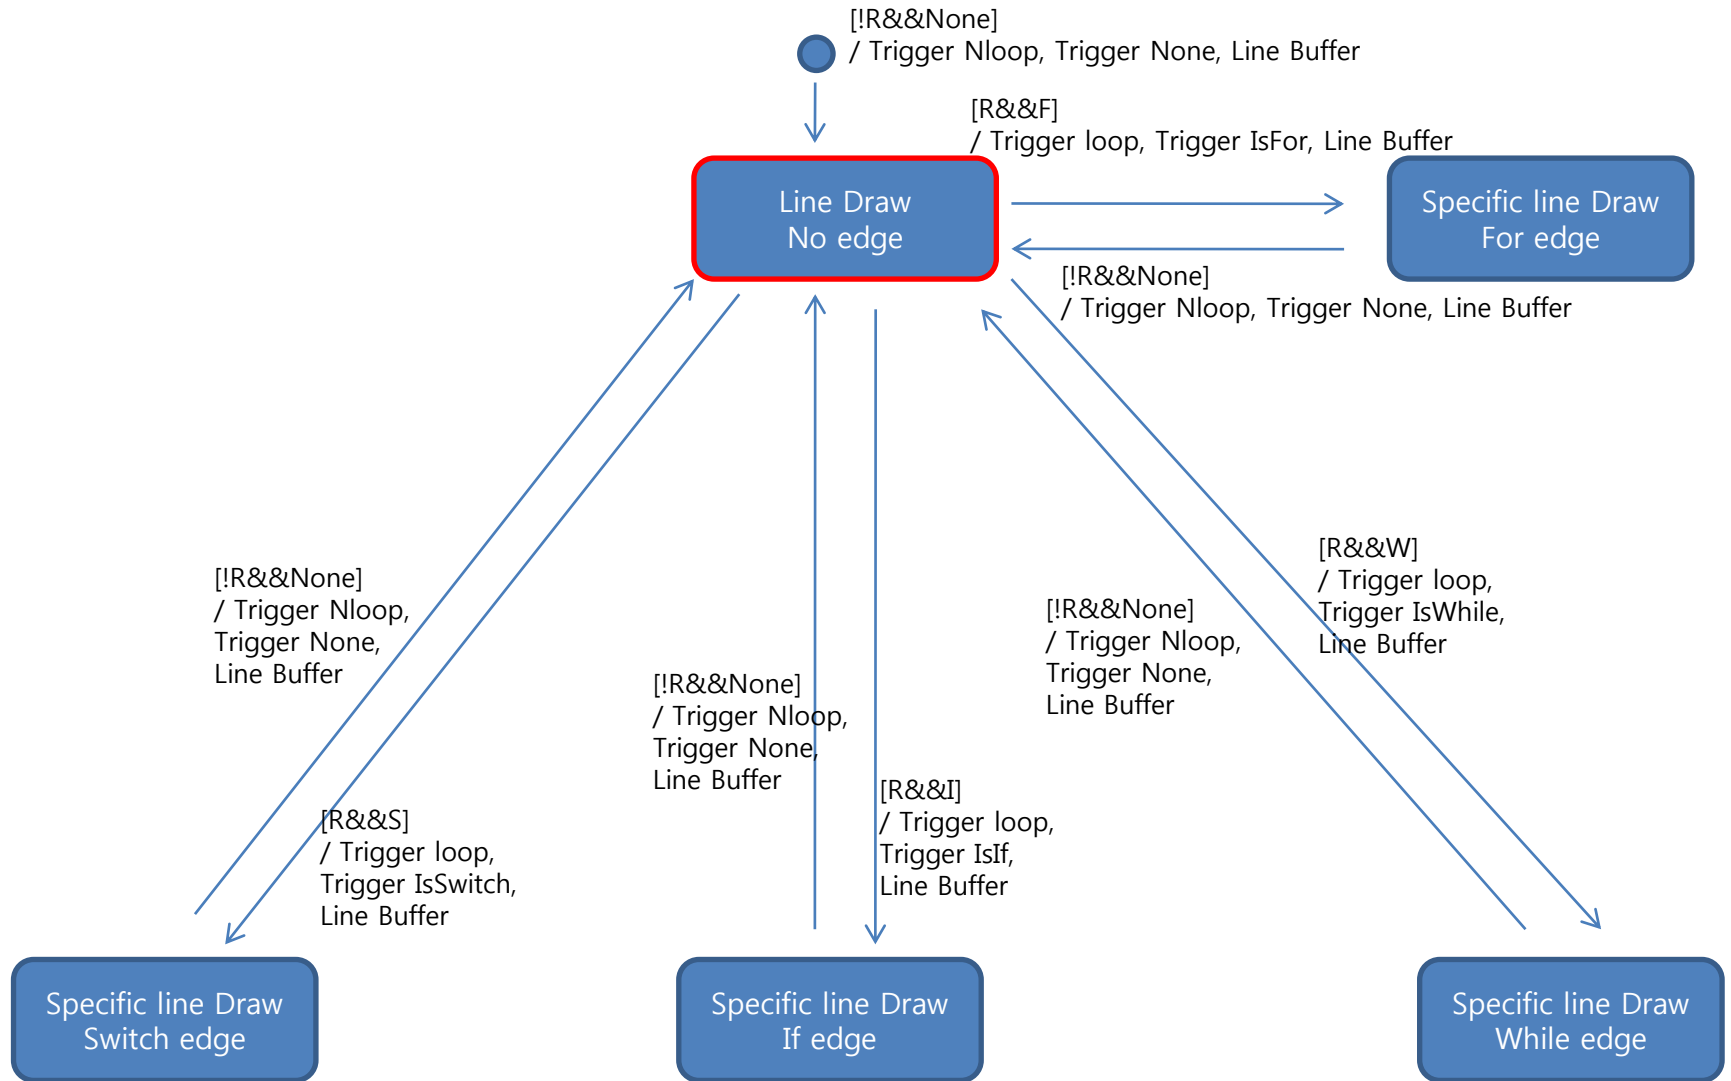 [!R&&None]
/ Trigger Nloop, Trigger None, Line Buffer
[R&&F]
/ Trigger loop, Trigger IsFor, Line Buffer
Line Draw
No edge
Specific line Draw
For edge
[!R&&None]
/ Trigger Nloop, Trigger None, Line Buffer
[!R&&None]
/ Trigger Nloop,
Trigger None,
Line Buffer
[R&&S]
/ Trigger loop,
Trigger IsSwitch,
Line Buffer
[!R&&None]
/ Trigger Nloop,
Trigger None,
Line Buffer
[R&&I]
/ Trigger loop,
Trigger IsIf,
Line Buffer
[!R&&None]
/ Trigger Nloop,
Trigger None,
Line Buffer
[R&&W]
/ Trigger loop,
Trigger IsWhile,
Line Buffer
Specific line Draw
Switch edge
Specific line Draw
If edge
Specific line Draw
While edge